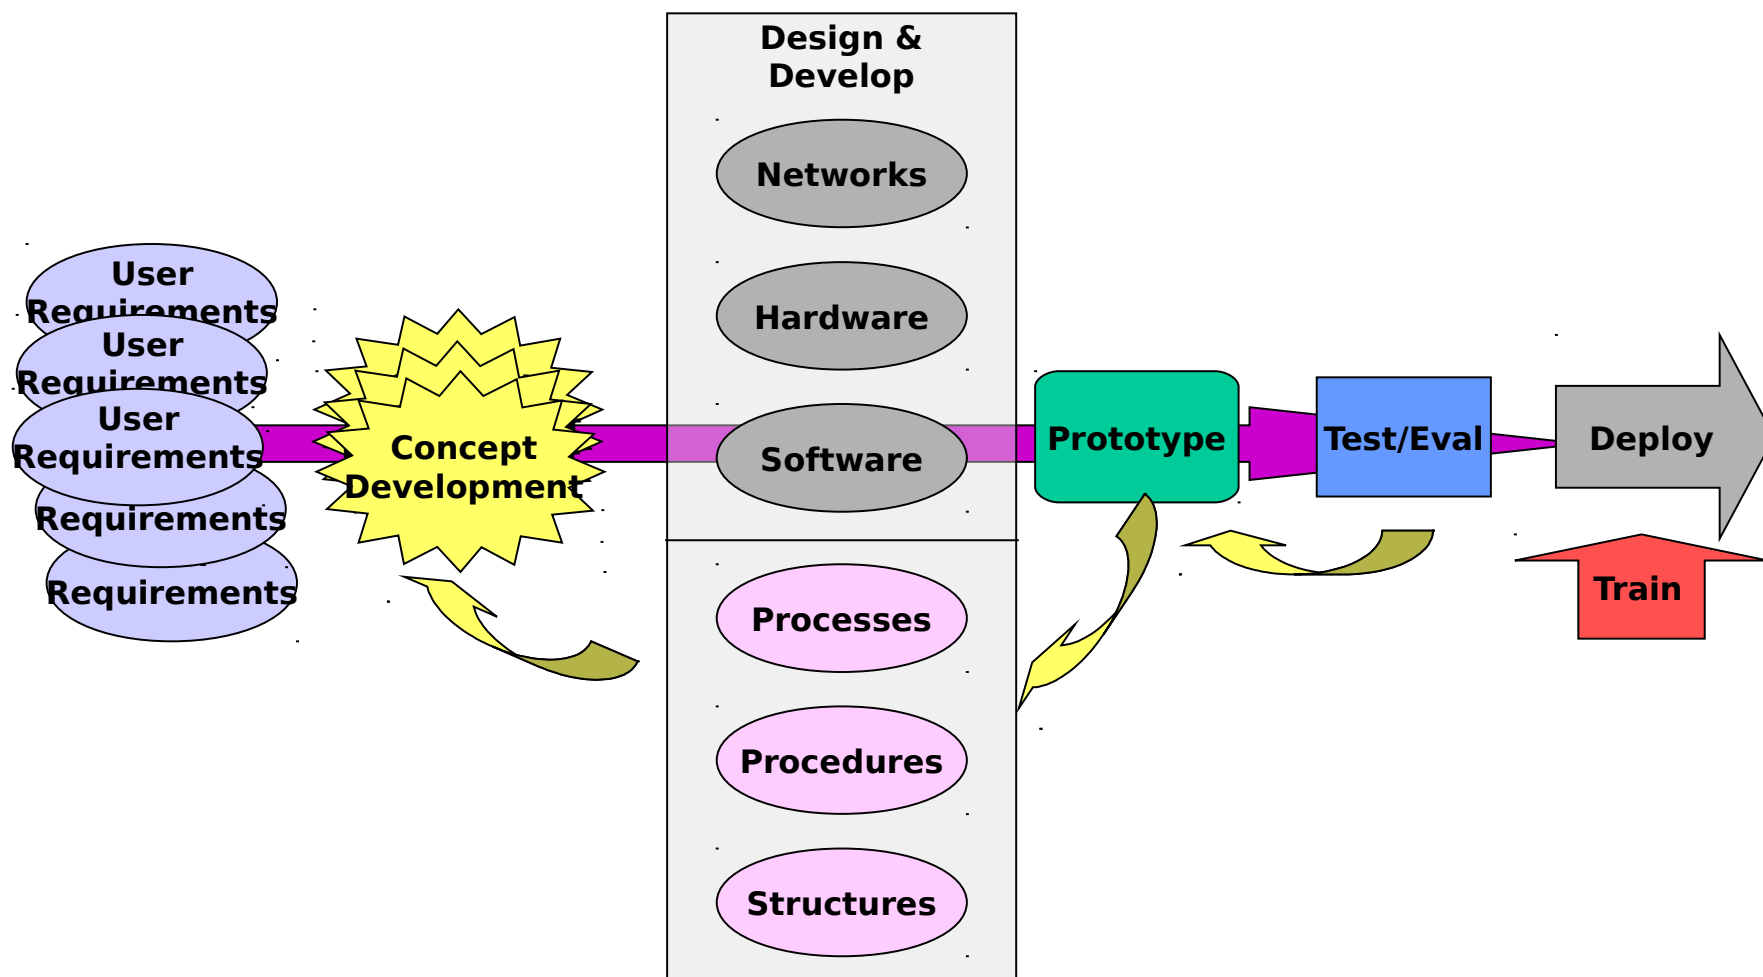 Design &
Develop
Networks
Hardware
Software
User
Requirements
User
Requirements
User
Requirements
Requirements
Requirements
Concept
Development
Prototype
Test/Eval
Deploy
Train
Processes
Procedures
Structures